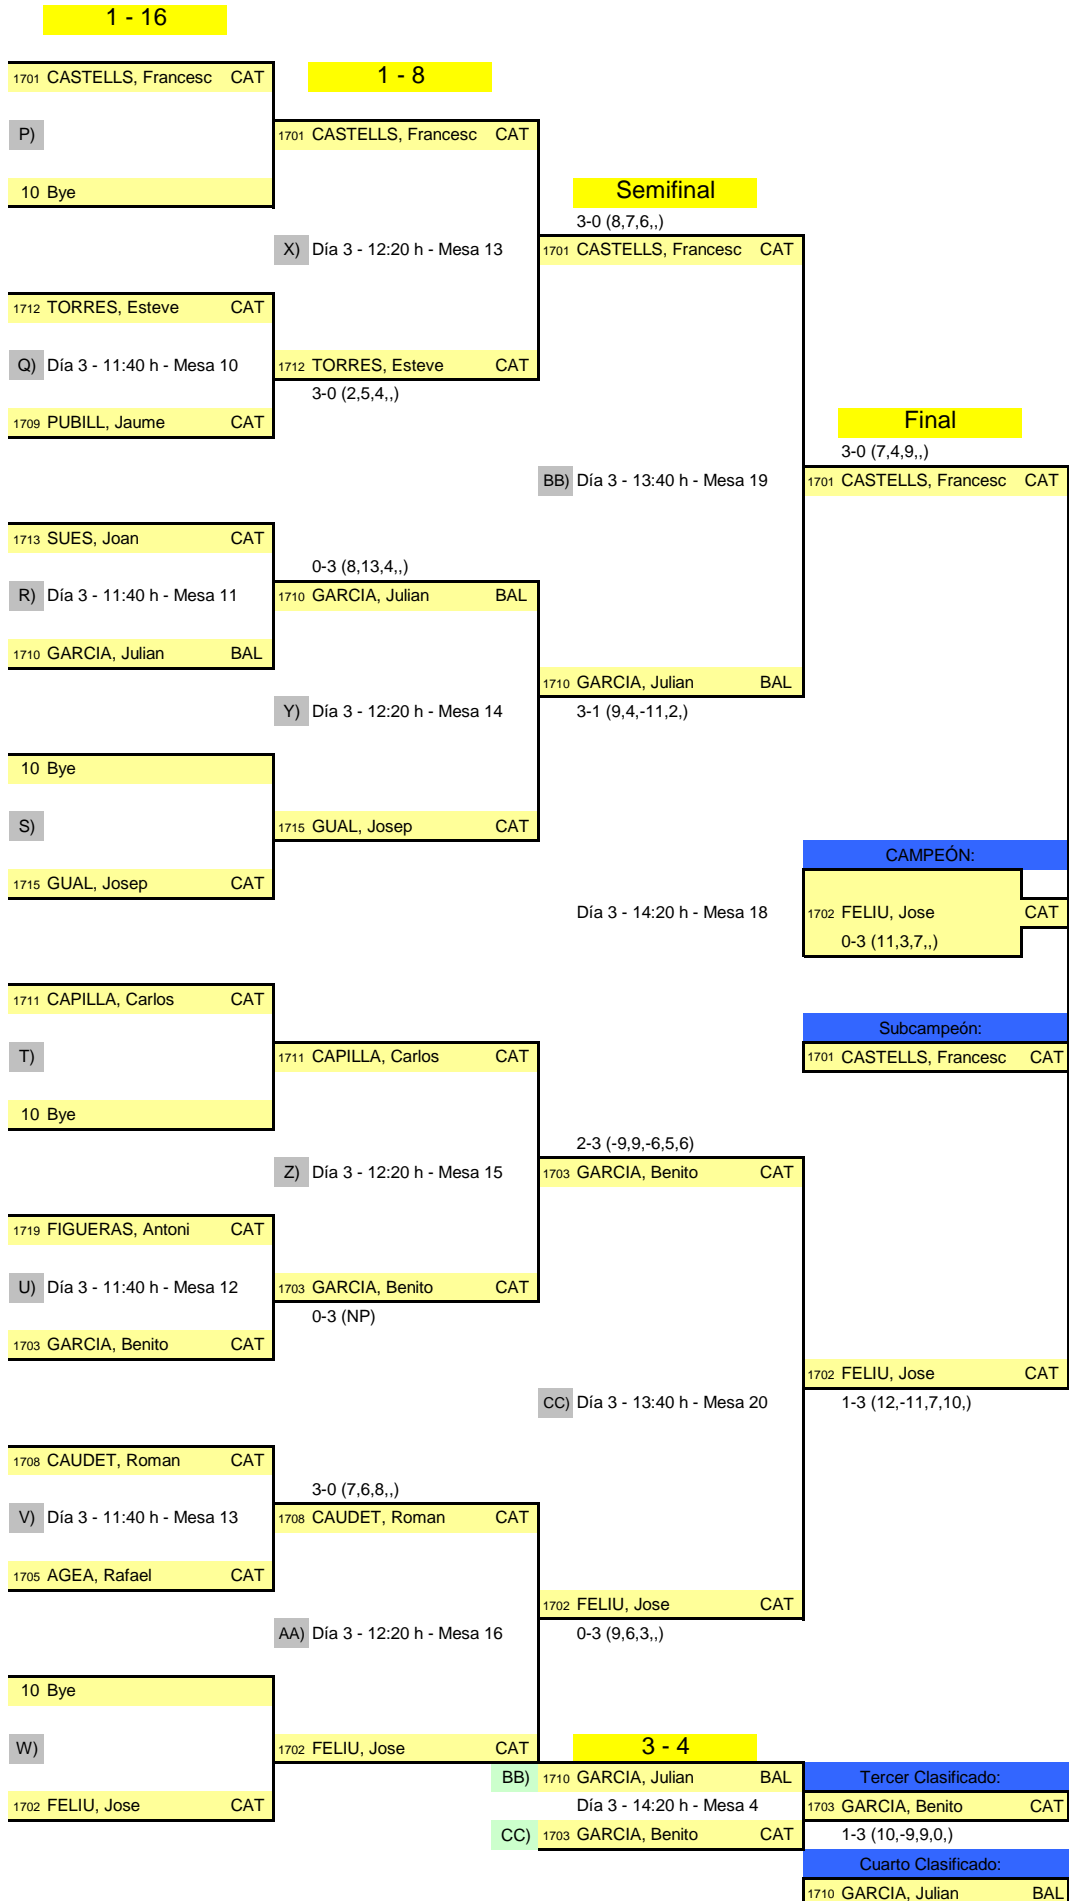 1 - 16
1701 CASTELLS, Francesc CAT
1 - 8
P)
1701 CASTELLS, Francesc CAT
10 Bye
Semifinal
3-0 (8,7,6,,)
X) Día 3 - 12:20 h - Mesa 13
1701 CASTELLS, Francesc CAT
1712 TORRES, Esteve CAT
Q) Día 3 - 11:40 h - Mesa 10
1712 TORRES, Esteve CAT
3-0 (2,5,4,,)
1709 PUBILL, Jaume CAT
Final
3-0 (7,4,9,,)
BB) Día 3 - 13:40 h - Mesa 19
1701 CASTELLS, Francesc CAT
1713 SUES, Joan CAT
0-3 (8,13,4,,)
R) Día 3 - 11:40 h - Mesa 11
1710 GARCIA, Julian BAL
1710 GARCIA, Julian BAL
1710 GARCIA, Julian BAL
Y) Día 3 - 12:20 h - Mesa 14
3-1 (9,4,-11,2,)
10 Bye
S)
1715 GUAL, Josep CAT
CAMPEÓN:
1715 GUAL, Josep CAT
Día 3 - 14:20 h - Mesa 18
1702 FELIU, Jose CAT
0-3 (11,3,7,,)
1711 CAPILLA, Carlos CAT
Subcampeón:
T)
1711 CAPILLA, Carlos CAT
1701 CASTELLS, Francesc CAT
10 Bye
2-3 (-9,9,-6,5,6)
Z) Día 3 - 12:20 h - Mesa 15
1703 GARCIA, Benito CAT
1719 FIGUERAS, Antoni CAT
U) Día 3 - 11:40 h - Mesa 12
1703 GARCIA, Benito CAT
0-3 (NP)
1703 GARCIA, Benito CAT
1702 FELIU, Jose CAT
CC) Día 3 - 13:40 h - Mesa 20
1-3 (12,-11,7,10,)
1708 CAUDET, Roman CAT
3-0 (7,6,8,,)
V) Día 3 - 11:40 h - Mesa 13
1708 CAUDET, Roman CAT
1705 AGEA, Rafael CAT
1702 FELIU, Jose CAT
AA) Día 3 - 12:20 h - Mesa 16
0-3 (9,6,3,,)
10 Bye
W)
1702 FELIU, Jose CAT
3 - 4
BB) 1710 GARCIA, Julian BAL
Tercer Clasificado:
1702 FELIU, Jose CAT
Día 3 - 14:20 h - Mesa 4
1703 GARCIA, Benito CAT
CC) 1703 GARCIA, Benito CAT
1-3 (10,-9,9,0,)
Cuarto Clasificado:
1710 GARCIA, Julian BAL